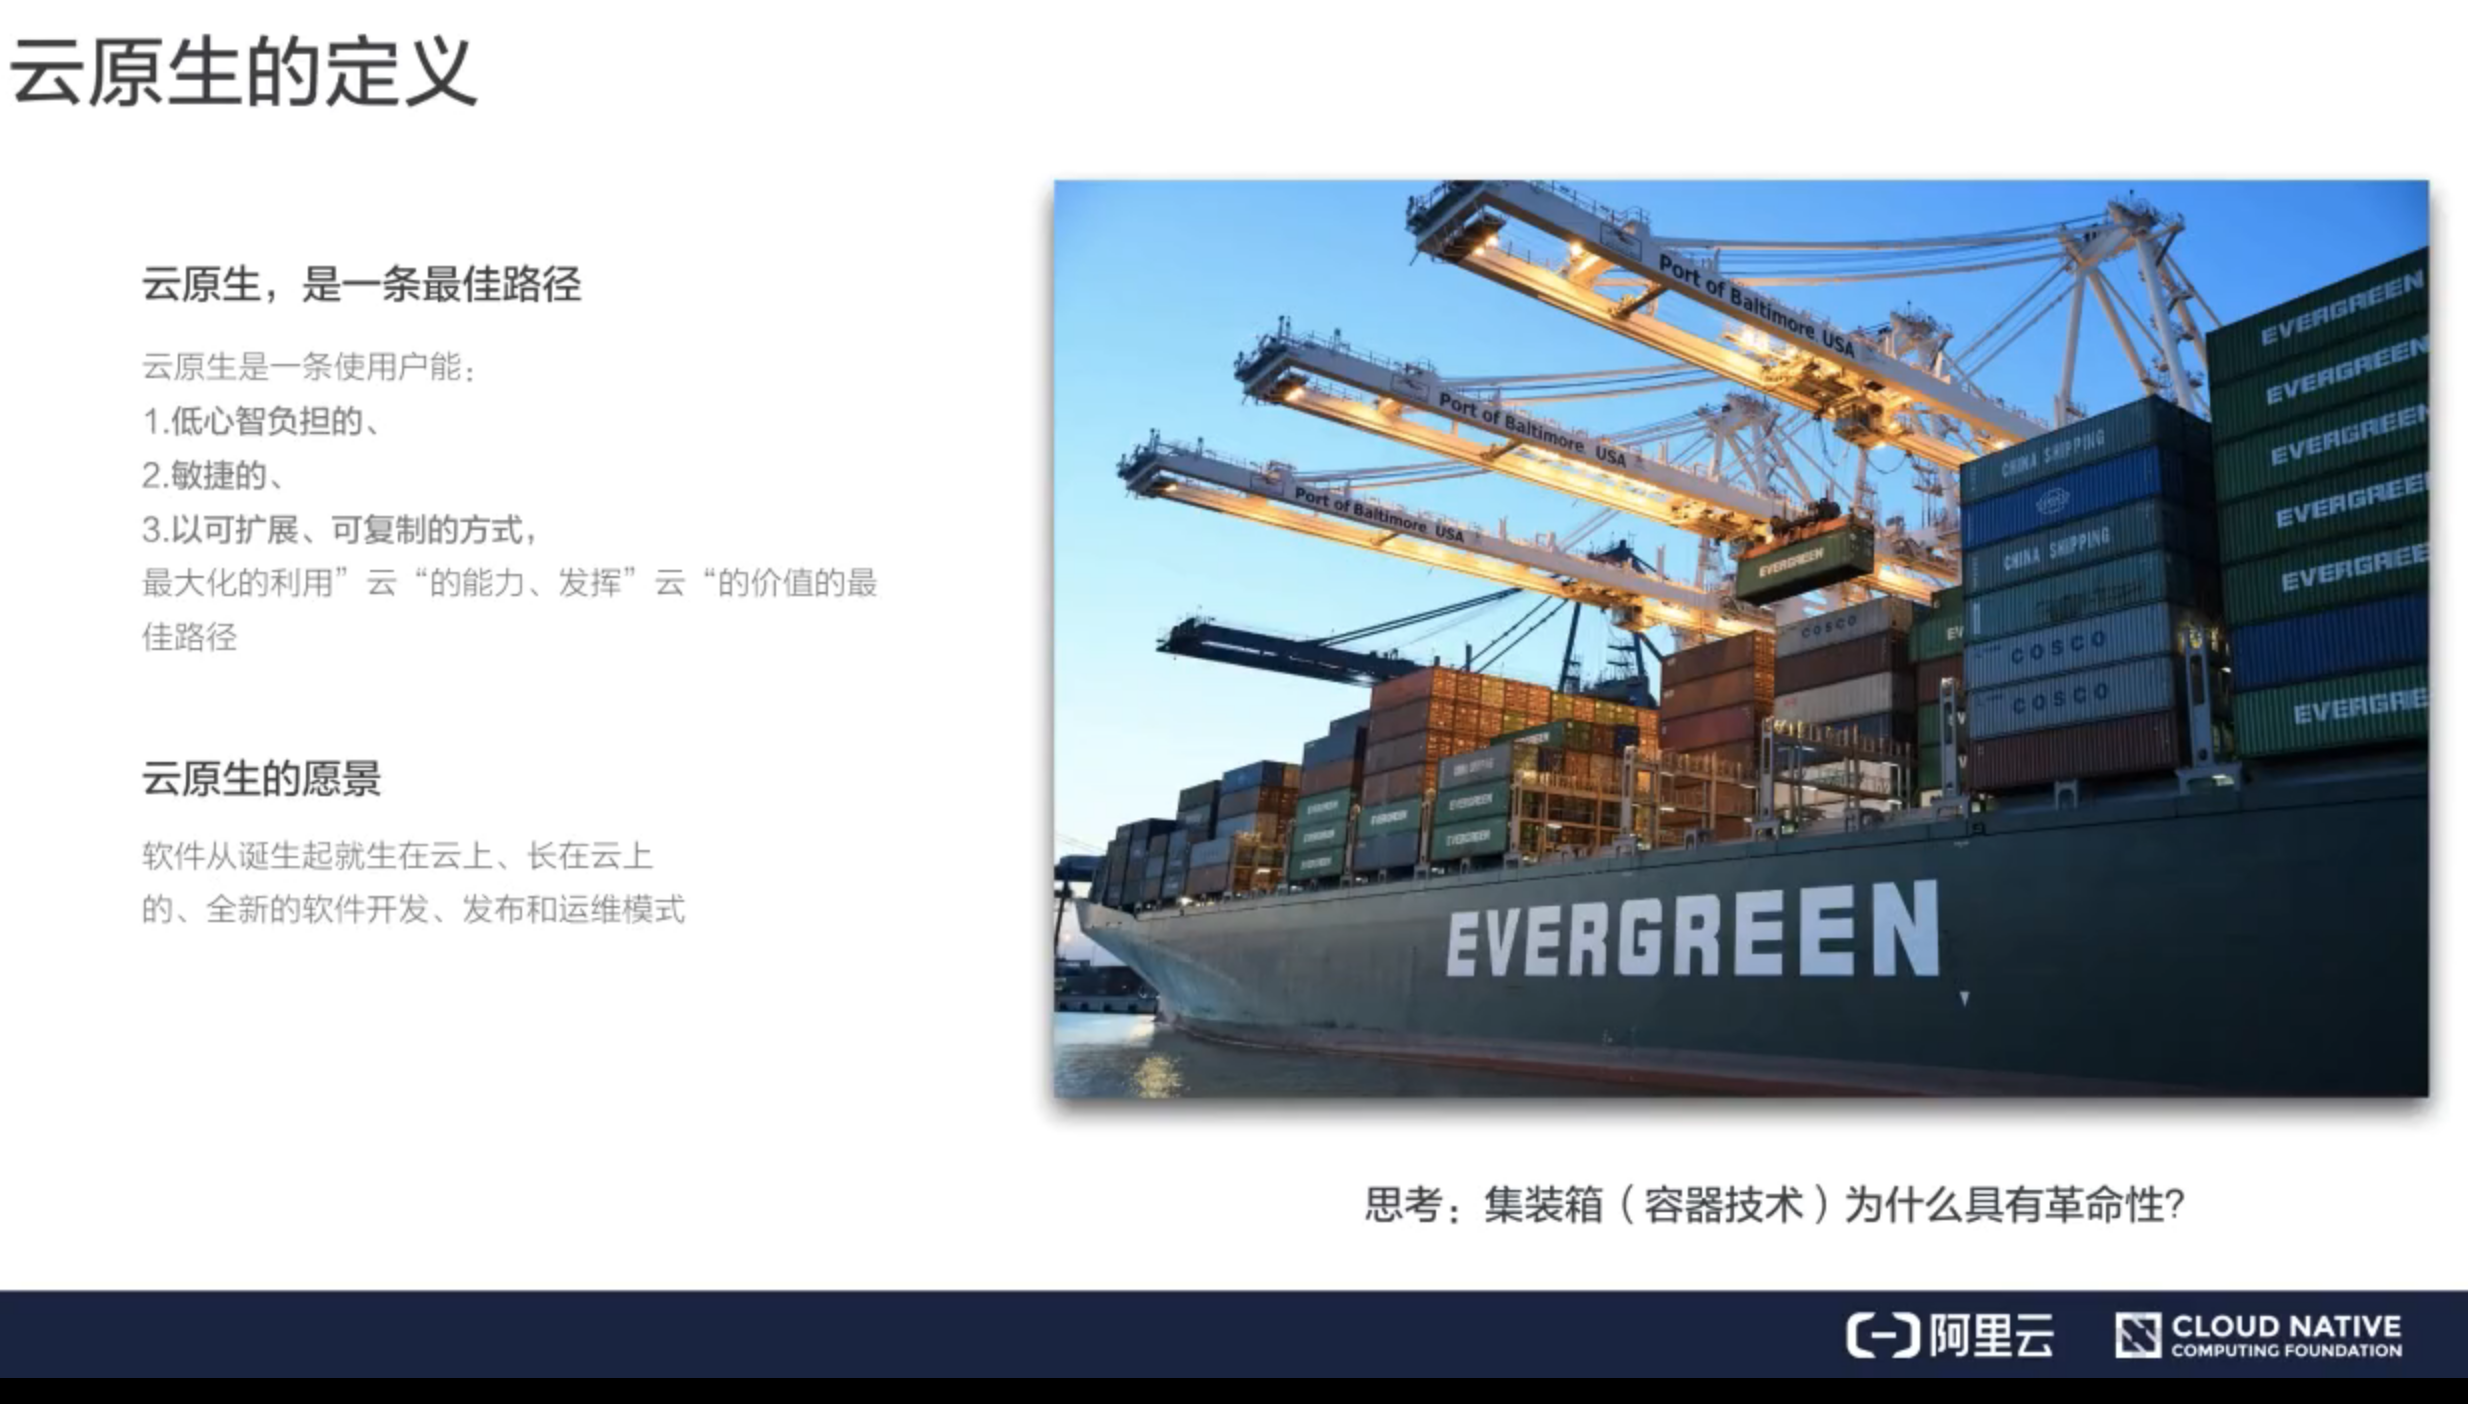 云原生的定义
云原生，是一条最佳路径
云原生是一条使用户能：
1.低心智负担的、
2.敏捷的、
3.以可扩展、可复制的方式，
最大化的利用”云“的能力、发挥”云“的价值的最
佳路径
云原生的愿景
软件从诞生起就生在云上、长在云上
的、全新的软件开发、发布和运维模式
Port of Baltimore USA
Port of Baltimore USA
Port of Baltimore USA
EVERGREEN
EVERGREEN
EVERGREEN
EVERGREEN
EVERGREEN
EVERGREEN
CHINA SHIPPING
CHINA SHIPPING
EVERGREEN
COSCO
COSCO
COSCO
EVERGREEN
EVERGREEN
EVERGREEN
EVERGREEN
EVERGREEN
EVERGREEN
EVERGREEN
思考：集装箱（容器技术）为什么具有革命性？
阿里云
CLOUD NATIVE
COMPUTING FOUNDATION